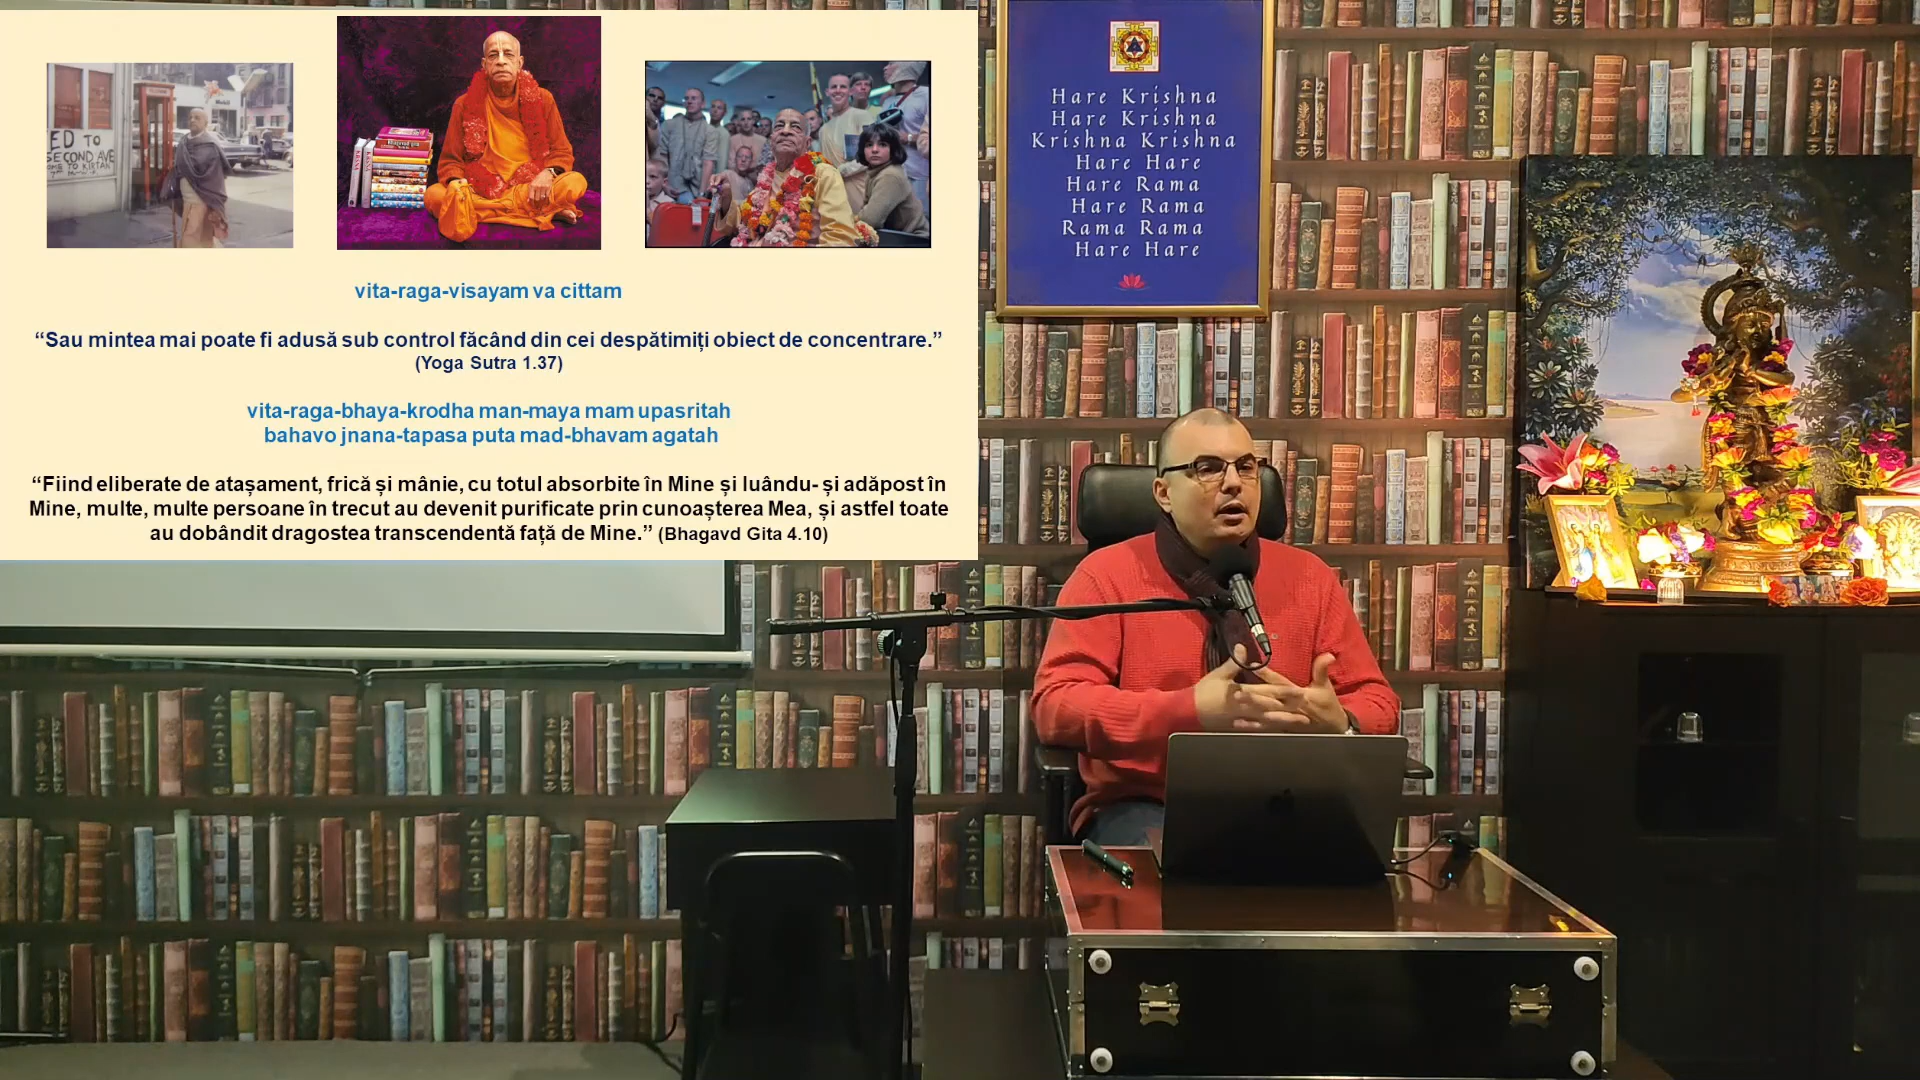 ED TO
SECOND AVE
TO KIRTAN
vita-raga-visayam va cittam
“Sau mintea mai poate fi adusă sub control făcând din cei despătimiți obiect de concentrare.”
(Yoga Sutra 1.37)
vita-raga-bhaya-krodha man-maya mam upasritah
bahavo jnana-tapasa puta mad-bhavam agatah
“Fiind eliberate de atașament, frică și mânie, cu totul absorbite în Mine și luându- și adăpost în
Mine, multe, multe persoane în trecut au devenit purificate prin cunoașterea Mea, și astfel toate
au dobândit dragostea transcendentă față de Mine.” (Bhagavd Gita 4.10)
Hare Krishna
Hare Krishna
Krishna Krishna
Hare Hare
Hare Rama
Hare Rama
Rama Rama
Hare Hare